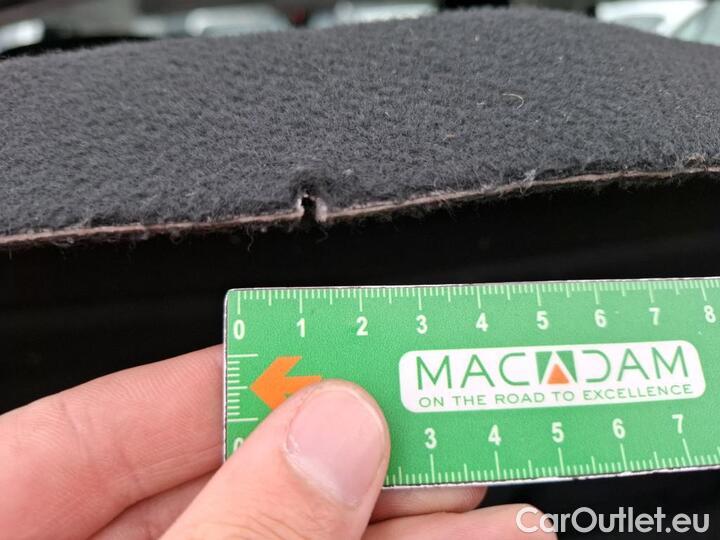 0 1 2 3 4 5 6 7 8
MACADAM
ON THE ROAD TO EXCELLENCE
3 4 5 6 7
CarOutlet.eu